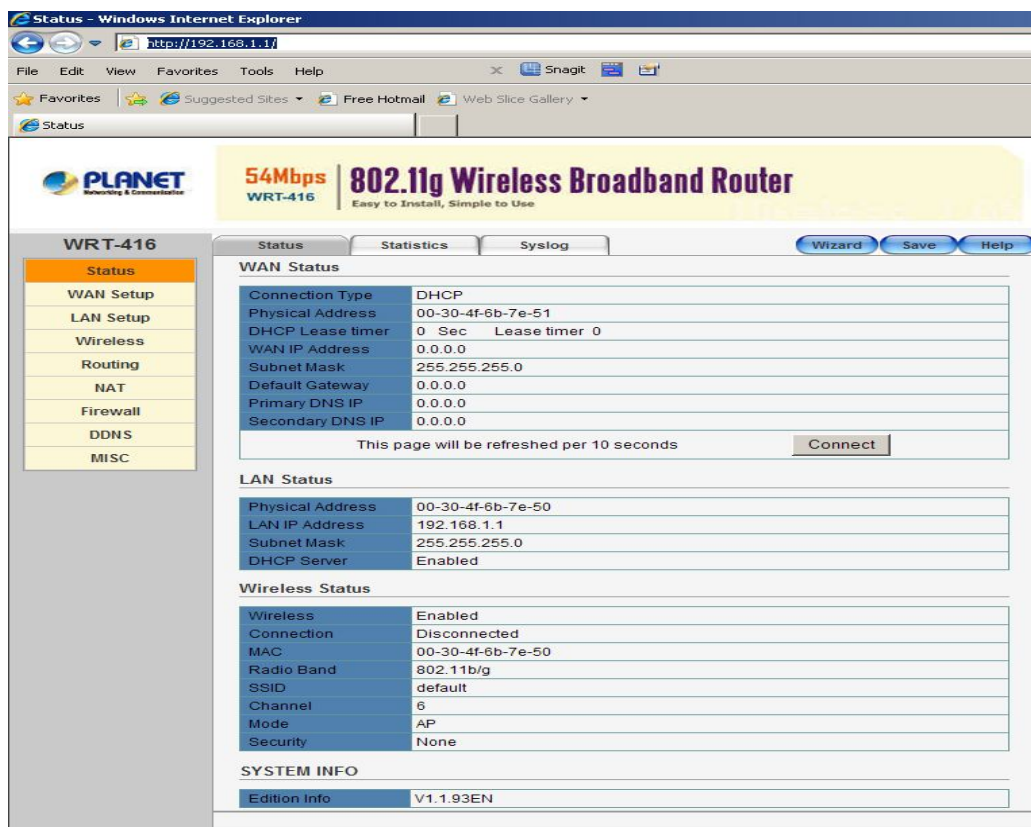 Status - Windows Internet Explorer
http://192.168.1.1/
File Edit View Favorites Tools Help Snagit
Favorites Suggested Sites Free Hotmail Web Slice Gallery
Status
PLANET
Networking & Communication
54Mbps
WRT-416
802.11g Wireless Broadband Router
Easy to Install, Simple to Use
WRT-416
Status
WAN Setup
LAN Setup
Wireless
Routing
NAT
Firewall
DDNS
MISC
Status Statistics Syslog Wizard Save Help
WAN Status
Connection Type DHCP
Physical Address 00-30-4f-6b-7e-51
DHCP Lease timer 0 Sec Lease timer 0
WAN IP Address 0.0.0.0
Subnet Mask 255.255.255.0
Default Gateway 0.0.0.0
Primary DNS IP 0.0.0.0
Secondary DNS IP 0.0.0.0
This page will be refreshed per 10 seconds Connect
LAN Status
Physical Address 00-30-4f-6b-7e-50
LAN IP Address 192.168.1.1
Subnet Mask 255.255.255.0
DHCP Server Enabled
Wireless Status
Wireless Enabled
Connection Disconnected
MAC 00-30-4f-6b-7e-50
Radio Band 802.11b/g
SSID default
Channel 6
Mode AP
Security None
SYSTEM INFO
Edition Info V1.1.93EN